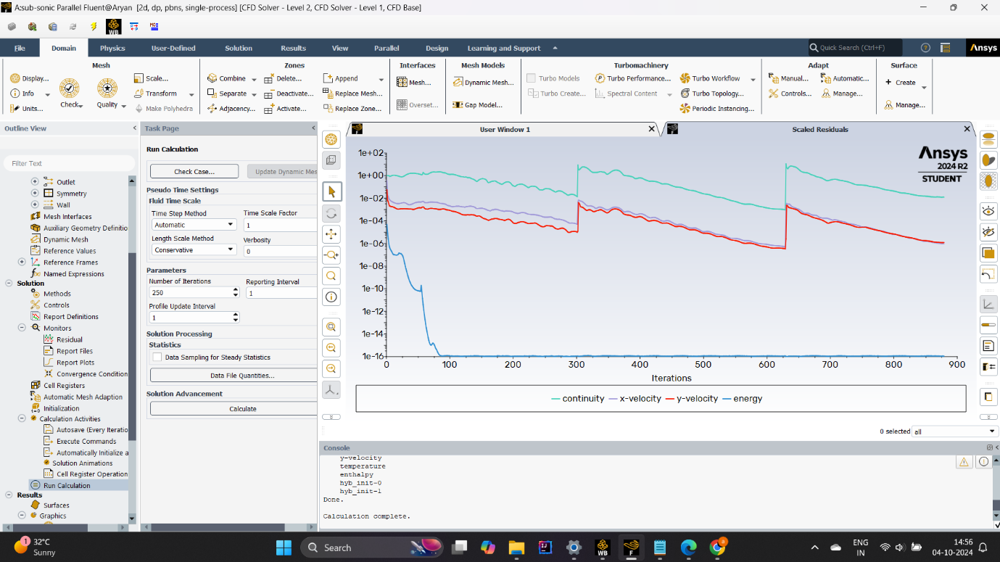 A:sub-sonic Parallel Fluent@Aryan [2d, dp, pbns, single-process] [CFD Solver - Level 2, CFD Solver - Level 1, CFD Base]
WB
File Domain Physics User-Defined Solution Results View Parallel Design Learning and Support Quick Search (Ctrl+F) Ansys
Mesh Zones Interfaces Mesh Models Turbomachinery Adapt Surface
Display... Scale... Combine Delete... Append Mesh... Dynamic Mesh... Turbo Models Turbo Performance... Turbo Workflow Manual... Automatic... Create
Info Transform Separate Deactivate... Replace Mesh... Turbo Create... Spectral Content Turbo Topology... Controls... Manage...
Check Quality
Units... Make Polyhedra Adjacency... Activate... Replace Zone... Overset... Gap Model... Periodic Instancing... Manage...
Outline View
Filter Text
Outlet
Symmetry
Wall
Mesh Interfaces
Auxiliary Geometry Definitio
Dynamic Mesh
Reference Values
Reference Frames
Named Expressions
Solution
Methods
Controls
Report Definitions
Monitors
Residual
Report Files
Report Plots
Convergence Condition
Cell Registers
Automatic Mesh Adaption
Initialization
Calculation Activities
Autosave (Every Iteratio
Execute Commands
Automatically Initialize a
Solution Animations
Cell Register Operation
Run Calculation
Results
Surfaces
Graphics
Task Page
Run Calculation
Check Case... Update Dynamic Mes
Pseudo Time Settings
Fluid Time Scale
Time Step Method Time Scale Factor
Automatic 1
Length Scale Method Verbosity
Conservative 0
Parameters
Number of Iterations Reporting Interval
250 1
Profile Update Interval
1
Solution Processing
Statistics
Data Sampling for Steady Statistics
Data File Quantities...
Solution Advancement
Calculate
User Window 1 Scaled Residuals
Ansys
2024 R2
STUDENT
1e+02
1e+00
1e-02
1e-04
1e-06
1e-08
1e-10
1e-12
1e-14
1e-16
0 100 200 300 400 500 600 700 800 900
Iterations
continuity x-velocity y-velocity energy
0 selected all
Console
y-velocity
temperature
enthalpy
hyb_init-0
hyb_init-1
Done.
Calculation complete.
1 32°C
Sunny
Search
WB
F
ENG
IN
14:56
04-10-2024